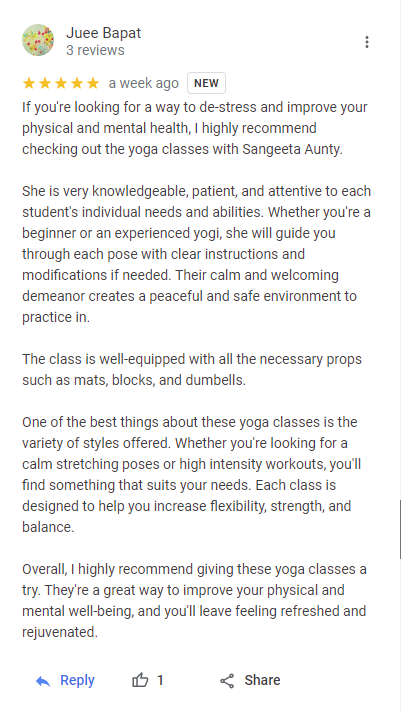 Juee Bapat
3 reviews
a week ago NEW
If you're looking for a way to de-stress and improve your
physical and mental health, I highly recommend
checking out the yoga classes with Sangeeta Aunty.
She is very knowledgeable, patient, and attentive to each
student's individual needs and abilities. Whether you're a
beginner or an experienced yogi, she will guide you
through each pose with clear instructions and
modifications if needed. Their calm and welcoming
demeanor creates a peaceful and safe environment to
practice in.
The class is well-equipped with all the necessary props
such as mats, blocks, and dumbells.
One of the best things about these yoga classes is the
variety of styles offered. Whether you're looking for a
calm stretching poses or high intensity workouts, you'll
find something that suits your needs. Each class is
designed to help you increase flexibility, strength, and
balance.
Overall, I highly recommend giving these yoga classes a
try. They're a great way to improve your physical and
mental well-being, and you'll leave feeling refreshed and
rejuvenated.
Reply 1 Share